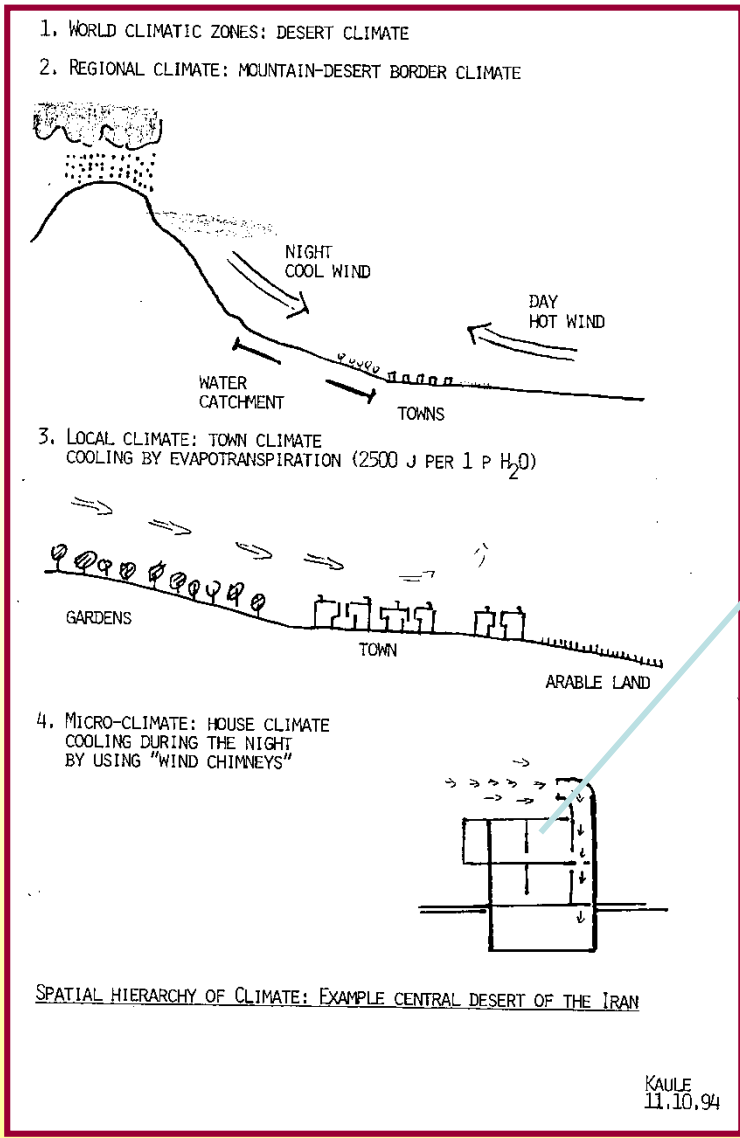 1. WORLD CLIMATIC ZONES: DESERT CLIMATE
2. REGIONAL CLIMATE: MOUNTAIN-DESERT BORDER CLIMATE
NIGHT
COOL WIND
DAY
HOT WIND
WATER
CATCHMENT
TOWNS
3. LOCAL CLIMATE: TOWN CLIMATE
COOLING BY EVAPOTRANSPIRATION (2500 J PER 1 P H2O)
GARDENS
TOWN
ARABLE LAND
4. MICRO-CLIMATE: HOUSE CLIMATE
COOLING DURING THE NIGHT
BY USING "WIND CHIMNEYS"
SPATIAL HIERARCHY OF CLIMATE: EXAMPLE CENTRAL DESERT OF THE IRAN
KAULE
11.10.94